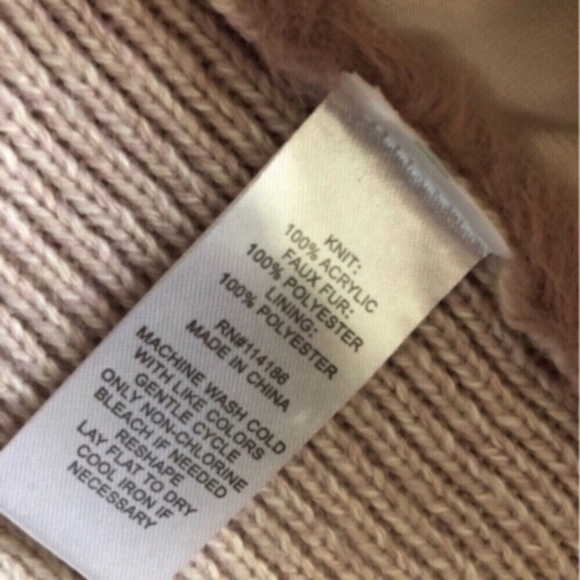 KNIT:
100% ACRYLIC
FAUX FUR:
100% POLYESTER
LINING:
100% POLYESTER
RN#114186
MADE IN CHINA
MACHINE WASH COLD
WITH LIKE COLORS
GENTLE CYCLE
ONLY NON-CHLORINE
BLEACH IF NEEDED
RESHAPE
LAY FLAT TO DRY
COOL IRON IF
NECESSARY